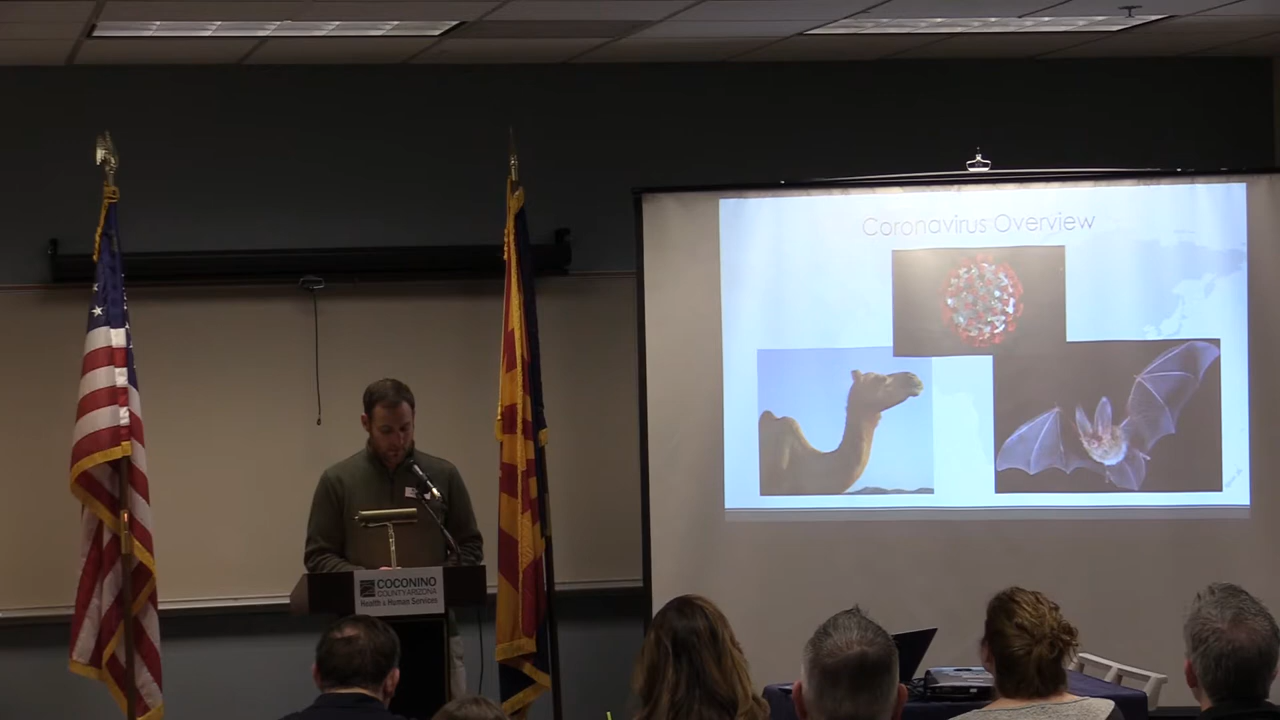 Coronavirus Overview
COCONINO
COUNTY ARIZONA
Health & Human Services